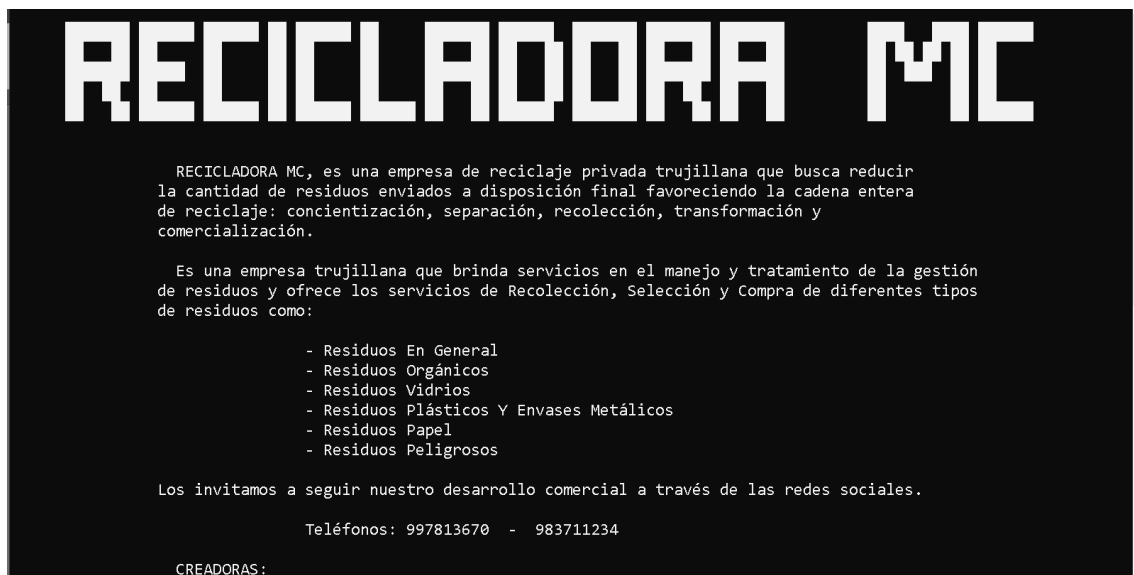 RECICLADORA MC
RECICLADORA MC, es una empresa de reciclaje privada trujillana que busca reducir
la cantidad de residuos enviados a disposición final favoreciendo la cadena entera
de reciclaje: concientización, separación, recolección, transformación y
comercialización.
Es una empresa trujillana que brinda servicios en el manejo y tratamiento de la gestión
de residuos y ofrece los servicios de Recolección, Selección y Compra de diferentes tipos
de residuos como:
- Residuos En General
- Residuos Orgánicos
- Residuos Vidrios
- Residuos Plásticos Y Envases Metálicos
- Residuos Papel
- Residuos Peligrosos
Los invitamos a seguir nuestro desarrollo comercial a través de las redes sociales.
Teléfonos: 997813670 - 983711234
CREADORAS: